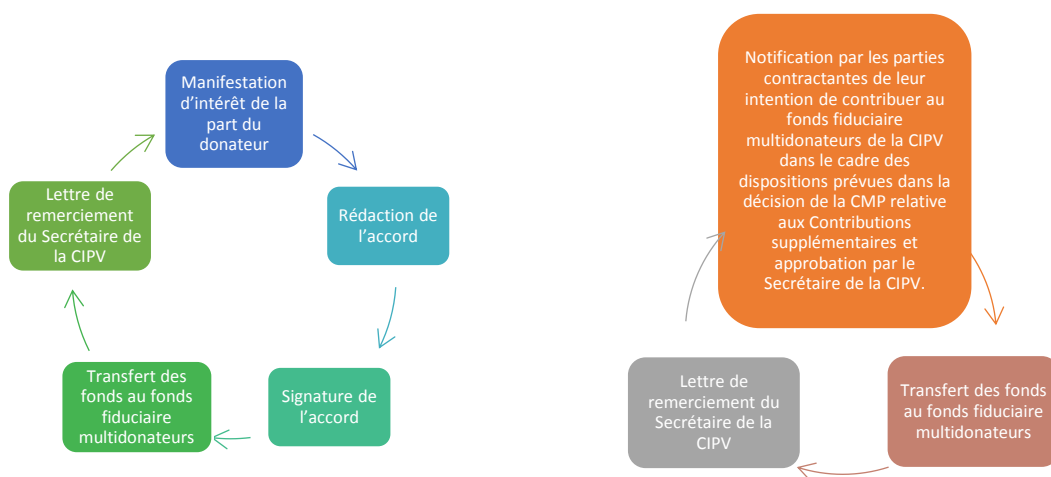 Manifestation
d'intérêt de la
part du
donateur
Rédaction de
l'accord
Signature de
l'accord
Transfert des
fonds au fonds
fiduciaire
multidonateurs
Lettre de
remerciement
du Secrétaire de
la CIPV
Notification par les parties
contractantes de leur
intention de contribuer au
fonds fiduciaire
multidonateurs de la CIPV
dans le cadre des
dispositions prévues dans la
décision de la CMP relative
aux Contributions
supplémentaires et
approbation par le
Secrétaire de la CIPV.
Transfert des fonds
au fonds fiduciaire
multidonateurs
Lettre de
remerciement du
Secrétaire de la
CIPV